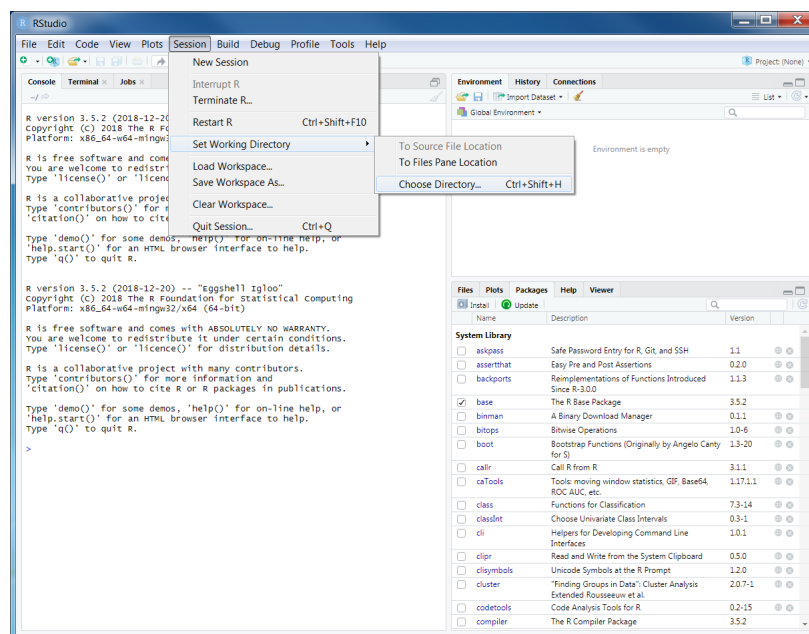 RStudio
File Edit Code View Plots Session Build Debug Profile Tools Help
Project: (None)
Console Terminal × Jobs ×
~/
R version 3.5.2 (2018-12-20
Copyright (C) 2018 The R Fo
Platform: x86_64-w64-mingw3
R is free software and come
You are welcome to redistri
Type 'license()' or 'licenc
R is a collaborative projec
Type 'contributors()' for m
'citation()' on how to cite
Type 'demo()' for some demos, 'help()' for on-line help, or
'help.start()' for an HTML browser interface to help.
Type 'q()' to quit R.
R version 3.5.2 (2018-12-20) -- "Eggshell Igloo"
Copyright (C) 2018 The R Foundation for Statistical Computing
Platform: x86_64-w64-mingw32/x64 (64-bit)
R is free software and comes with ABSOLUTELY NO WARRANTY.
You are welcome to redistribute it under certain conditions.
Type 'license()' or 'licence()' for distribution details.
R is a collaborative project with many contributors.
Type 'contributors()' for more information and
'citation()' on how to cite R or R packages in publications.
Type 'demo()' for some demos, 'help()' for on-line help, or
'help.start()' for an HTML browser interface to help.
Type 'q()' to quit R.
>
New Session
Interrupt R
Terminate R...
Restart R Ctrl+Shift+F10
Set Working Directory
Load Workspace...
Save Workspace As...
Clear Workspace...
Quit Session... Ctrl+Q
To Source File Location
To Files Pane Location
Choose Directory... Ctrl+Shift+H
Environment History Connections
Import Dataset List
Global Environment
Environment is empty
Files Plots Packages Help Viewer
Install Update
Name Description Version
System Library
askpass Safe Password Entry for R, Git, and SSH 1.1
assertthat Easy Pre and Post Assertions 0.2.0
backports Reimplementations of Functions Introduced 1.1.3
Since R-3.0.0
base The R Base Package 3.5.2
binman A Binary Download Manager 0.1.1
bitops Bitwise Operations 1.0-6
boot Bootstrap Functions (Originally by Angelo Canty 1.3-20
for S)
callr Call R from R 3.1.1
caTools Tools: moving window statistics, GIF, Base64, 1.17.1.1
ROC AUC, etc.
class Functions for Classification 7.3-14
classInt Choose Univariate Class Intervals 0.3-1
cli Helpers for Developing Command Line 1.0.1
Interfaces
clipr Read and Write from the System Clipboard 0.5.0
clisymbols Unicode Symbols at the R Prompt 1.2.0
cluster "Finding Groups in Data": Cluster Analysis 2.0.7-1
Extended Rousseeuw et al.
codetools Code Analysis Tools for R 0.2-15
compiler The R Compiler Package 3.5.2